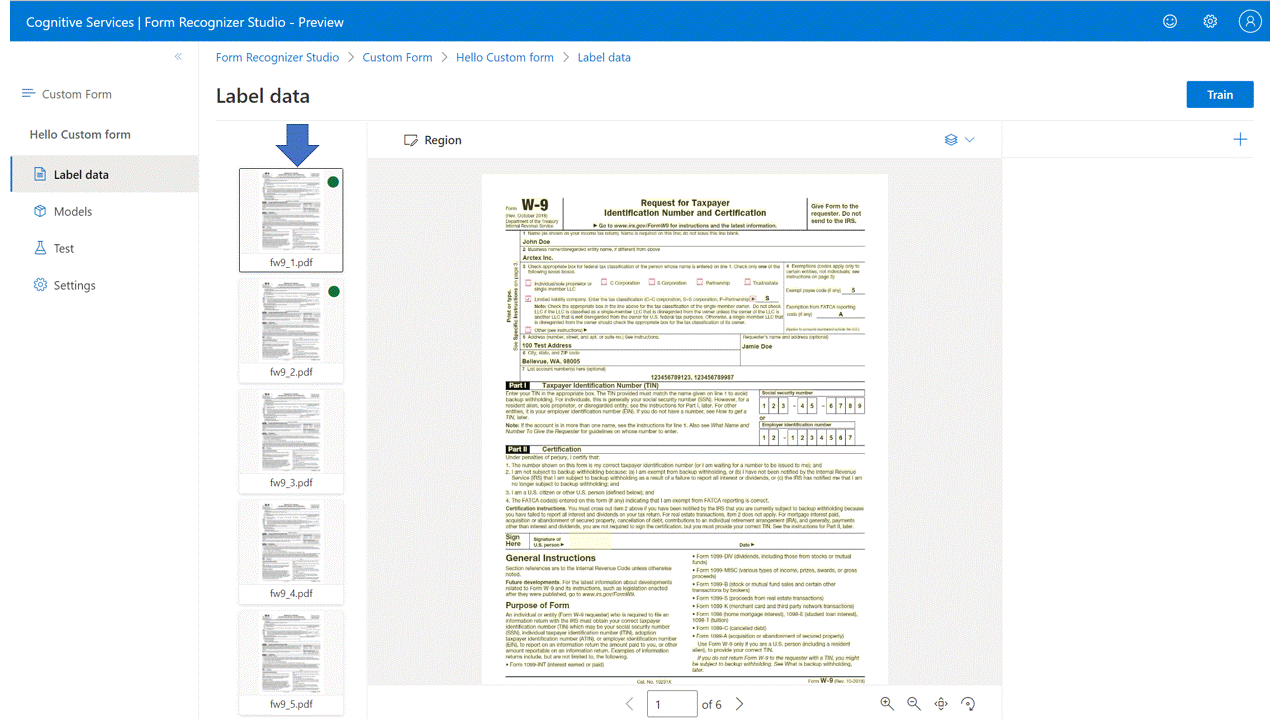 Cognitive Services | Form Recognizer Studio - Preview
Form Recognizer Studio > Custom Form > Hello Custom form > Label data
Custom Form
Label data
Train
Hello Custom form
Region
Label data
Models
Test
Settings
fw9_1.pdf
fw9_2.pdf
fw9_3.pdf
fw9_4.pdf
fw9_5.pdf
Form W-9
(Rev. October 2018)
Department of the Treasury
Internal Revenue Service
Request for Taxpayer
Identification Number and Certification
▶ Go to www.irs.gov/FormW9 for instructions and the latest information.
Give Form to the
requester. Do not
send to the IRS.
1 Name (as shown on your income tax return). Name is required on this line; do not leave this line blank.
John Doe
2 Business name/disregarded entity name, if different from above
Arctex Inc.
Print or type.
See Specific Instructions on page 3.
3 Check appropriate box for federal tax classification of the person whose name is entered on line 1. Check only one of the
following seven boxes.
Individual/sole proprietor or
single-member LLC
C Corporation
S Corporation
Partnership
Trust/estate
Limited liability company. Enter the tax classification (C=C corporation, S=S corporation, P=Partnership) ▶ S
Note: Check the appropriate box in the line above for the tax classification of the single-member owner. Do not check
LLC if the LLC is classified as a single-member LLC that is disregarded from the owner unless the owner of the LLC is
another LLC that is not disregarded from the owner for U.S. federal tax purposes. Otherwise, a single-member LLC that
is disregarded from the owner should check the appropriate box for the tax classification of its owner.
Other (see instructions) ▶
4 Exemptions (codes apply only to
certain entities, not individuals; see
instructions on page 3):
Exempt payee code (if any) 5
Exemption from FATCA reporting
code (if any) A
(Applies to accounts maintained outside the U.S.)
5 Address (number, street, and apt. or suite no.) See instructions.
100 Test Address
Requester's name and address (optional)
Jamie Doe
6 City, state, and ZIP code
Bellevue, WA, 98005
7 List account number(s) here (optional)
123456789123, 123456789987
Part I Taxpayer Identification Number (TIN)
Enter your TIN in the appropriate box. The TIN provided must match the name given on line 1 to avoid
backup withholding. For individuals, this is generally your social security number (SSN). However, for a
resident alien, sole proprietor, or disregarded entity, see the instructions for Part I, later. For other
entities, it is your employer identification number (EIN). If you do not have a number, see How to get a
TIN, later.
Note: If the account is in more than one name, see the instructions for line 1. Also see What Name and
Number To Give the Requester for guidelines on whose number to enter.
Social security number
1 2 3 - 4 5 - 6 7 8 9
or
Employer identification number
1 2 - 1 2 3 4 5 6 7
Part II Certification
Under penalties of perjury, I certify that:
1. The number shown on this form is my correct taxpayer identification number (or I am waiting for a number to be issued to me); and
2. I am not subject to backup withholding because: (a) I am exempt from backup withholding, or (b) I have not been notified by the Internal Revenue
Service (IRS) that I am subject to backup withholding as a result of a failure to report all interest or dividends, or (c) the IRS has notified me that I am
no longer subject to backup withholding; and
3. I am a U.S. citizen or other U.S. person (defined below); and
4. The FATCA code(s) entered on this form (if any) indicating that I am exempt from FATCA reporting is correct.
Certification instructions. You must cross out item 2 above if you have been notified by the IRS that you are currently subject to backup withholding because
you have failed to report all interest and dividends on your tax return. For real estate transactions, item 2 does not apply. For mortgage interest paid,
acquisition or abandonment of secured property, cancellation of debt, contributions to an individual retirement arrangement (IRA), and generally, payments
other than interest and dividends, you are not required to sign the certification, but you must provide your correct TIN. See the instructions for Part II, later.
Sign
Here
Signature of
U.S. person ▶
Date ▶
General Instructions
Section references are to the Internal Revenue Code unless otherwise
noted.
Future developments. For the latest information about developments
related to Form W-9 and its instructions, such as legislation enacted
after they were published, go to www.irs.gov/FormW9.
Purpose of Form
An individual or entity (Form W-9 requester) who is required to file an
information return with the IRS must obtain your correct taxpayer
identification number (TIN) which may be your social security number
(SSN), individual taxpayer identification number (ITIN), adoption
taxpayer identification number (ATIN), or employer identification number
(EIN), to report on an information return the amount paid to you, or other
amount reportable on an information return. Examples of information
returns include, but are not limited to, the following.
• Form 1099-INT (interest earned or paid)
• Form 1099-DIV (dividends, including those from stocks or mutual
funds)
• Form 1099-MISC (various types of income, prizes, awards, or gross
proceeds)
• Form 1099-B (stock or mutual fund sales and certain other
transactions by brokers)
• Form 1099-S (proceeds from real estate transactions)
• Form 1099-K (merchant card and third party network transactions)
• Form 1098 (home mortgage interest), 1098-E (student loan interest),
1098-T (tuition)
• Form 1099-C (canceled debt)
• Form 1099-A (acquisition or abandonment of secured property)
Use Form W-9 only if you are a U.S. person (including a resident
alien), to provide your correct TIN.
If you do not return Form W-9 to the requester with a TIN, you might
be subject to backup withholding. See What is backup withholding,
later.
Cat. No. 10231X
Form W-9 (Rev. 10-2018)
1 of 6